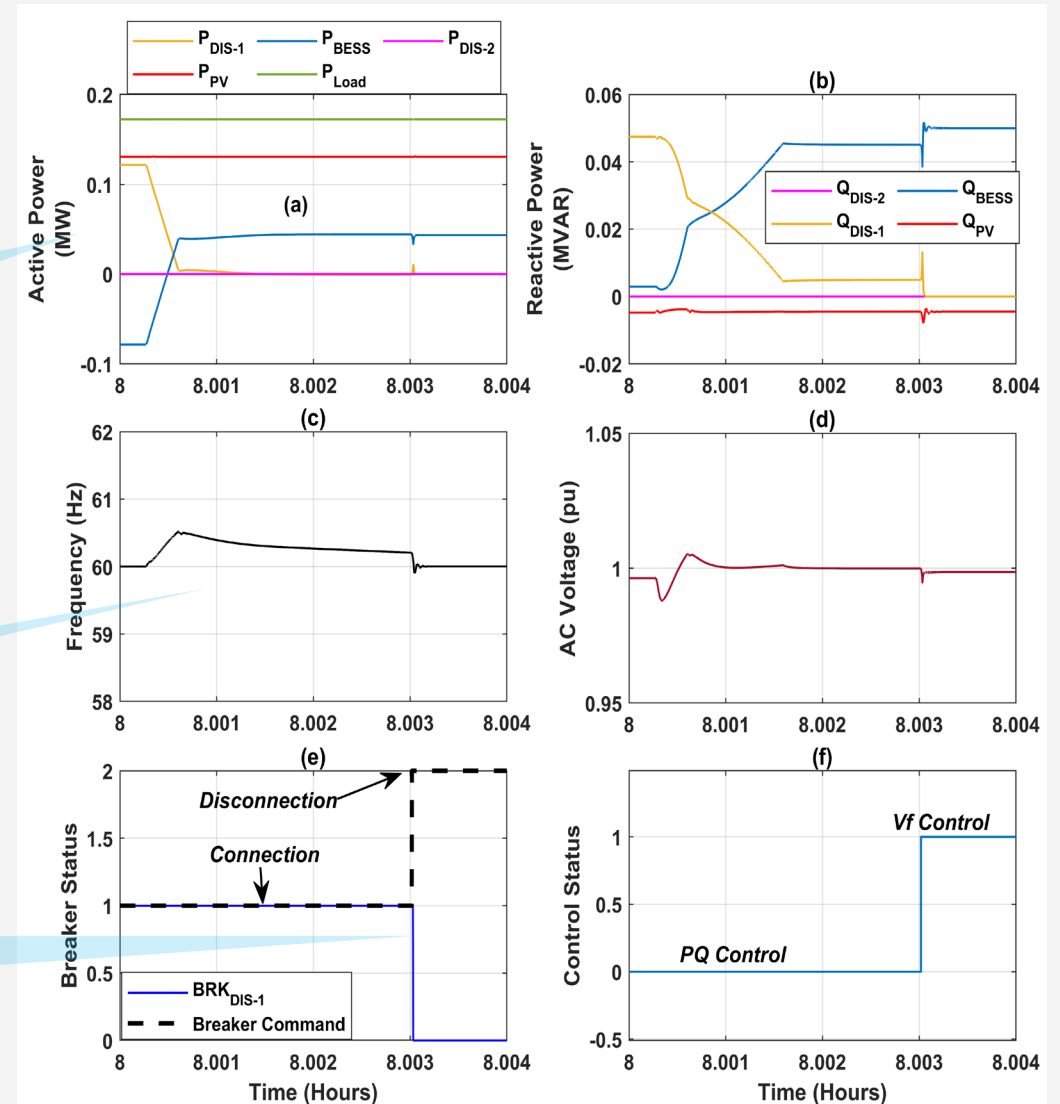 P_DIS-1 P_BESS P_DIS-2
P_PV P_Load
(a)
Active Power
(MW)
0.2
0.1
0
-0.1
8 8.001 8.002 8.003 8.004
(b)
Reactive Power
(MVAR)
0.06
0.04
0.02
0
-0.02
Q_DIS-2 Q_BESS
Q_DIS-1 Q_PV
8 8.001 8.002 8.003 8.004
(c)
Frequency (Hz)
62
61
60
59
58
8 8.001 8.002 8.003 8.004
(d)
AC Voltage (pu)
1.05
1
0.95
8 8.001 8.002 8.003 8.004
(e)
Breaker Status
2
1.5
1
0.5
0
Disconnection
Connection
BRK_DIS-1
Breaker Command
8 8.001 8.002 8.003 8.004
Time (Hours)
(f)
Control Status
1
0.5
0
-0.5
Vf Control
PQ Control
8 8.001 8.002 8.003 8.004
Time (Hours)